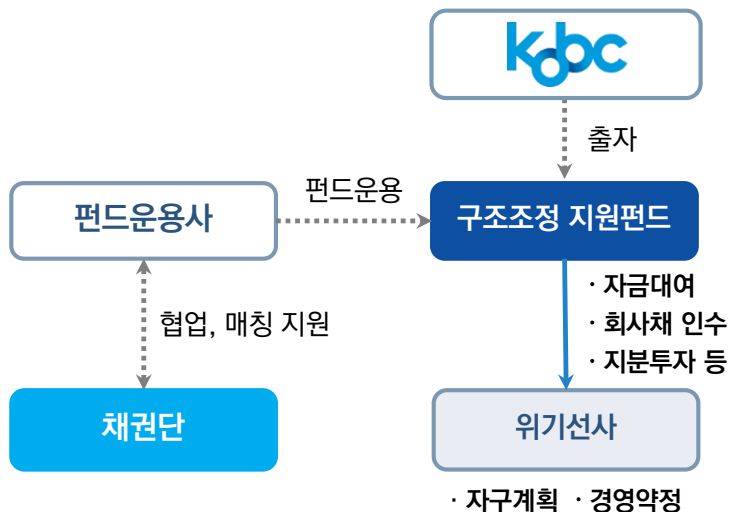 kobc
출자
펀드운용사
펀드운용
구조조정 지원펀드
· 자금대여
· 회사채 인수
· 지분투자 등
협업, 매칭 지원
채권단
위기선사
· 자구계획 · 경영약정